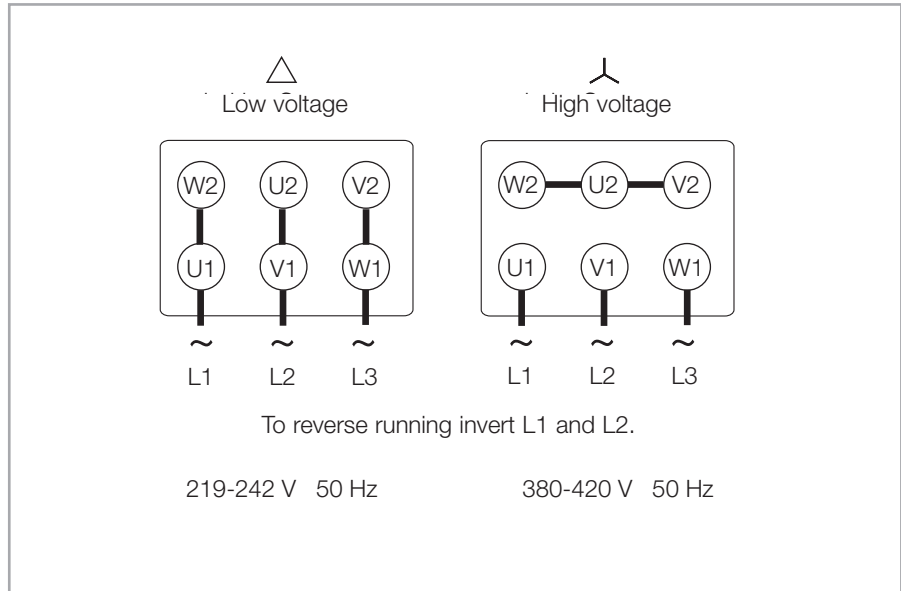 Low voltage
High voltage
W2 U2 V2
W2 U2 V2
U1 V1 W1
U1 V1 W1
~ ~ ~
~ ~ ~
L1 L2 L3
L1 L2 L3
To reverse running invert L1 and L2.
219-242 V 50 Hz
380-420 V 50 Hz